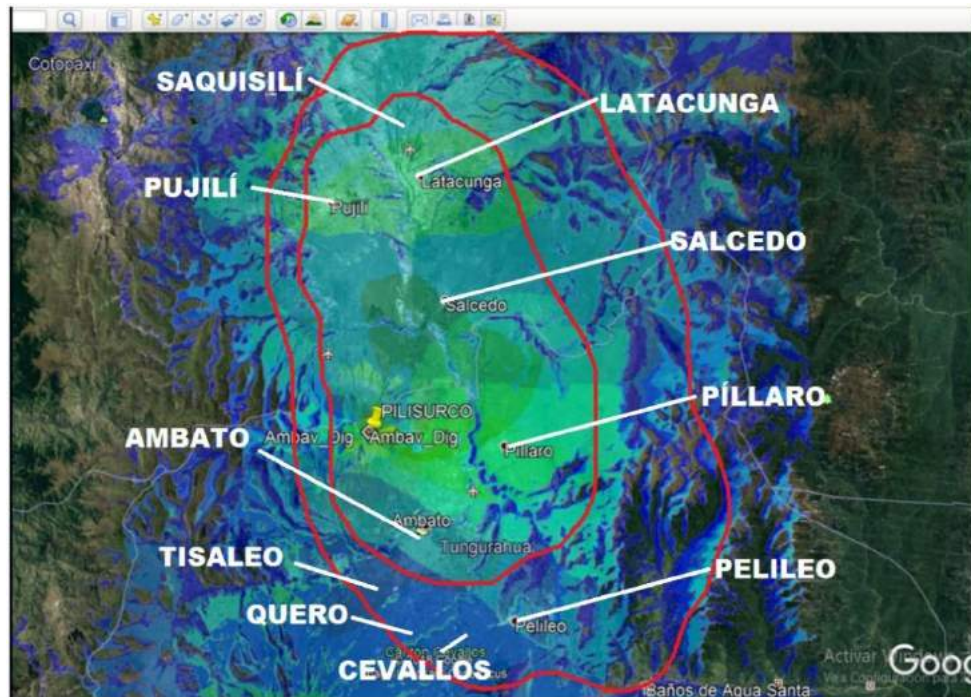 Cotopaxi
SAQUISILÍ
LATACUNGA
Latacunga
PUJILÍ
Pujilí
SALCEDO
Salcedo
PÍLLARO
PILISURCO
AMBATO
Ambav_Dig
Ambav_Dig
Píllaro
Ambato
Tungurahua
TISALEO
PELILEO
QUERO
Pelileo
CEVALLOS
Activar
Goog
Baños de Agua Santa